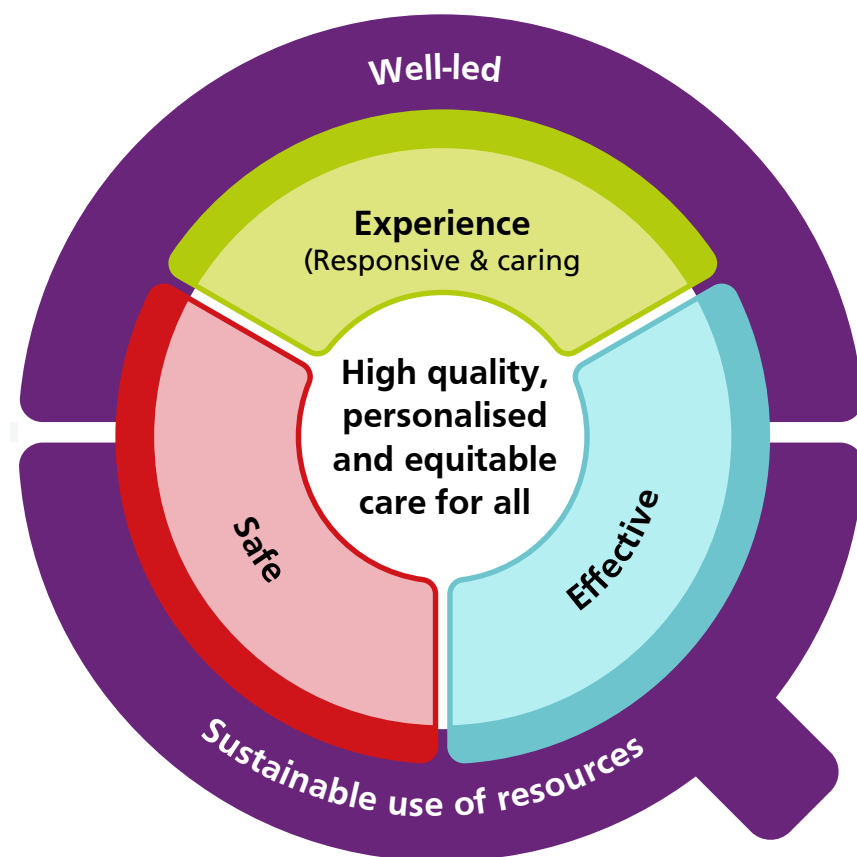 Well-led
Experience
(Responsive & caring
High quality,
personalised
and equitable
care for all
Safe
Effective
Sustainable use of resources